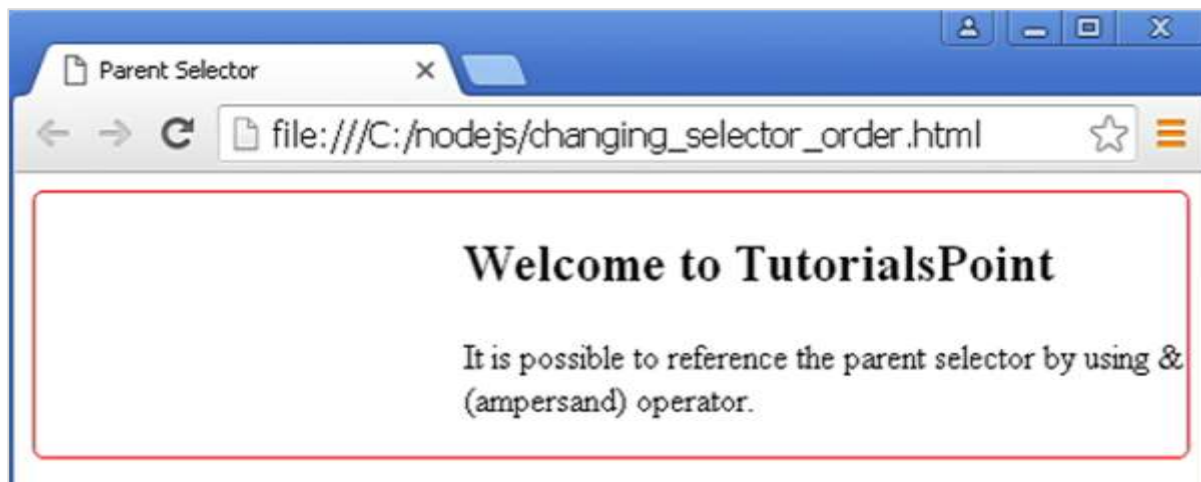 Parent Selector
file:///C:/nodejs/changing_selector_order.html
Welcome to TutorialsPoint
It is possible to reference the parent selector by using &
(ampersand) operator.